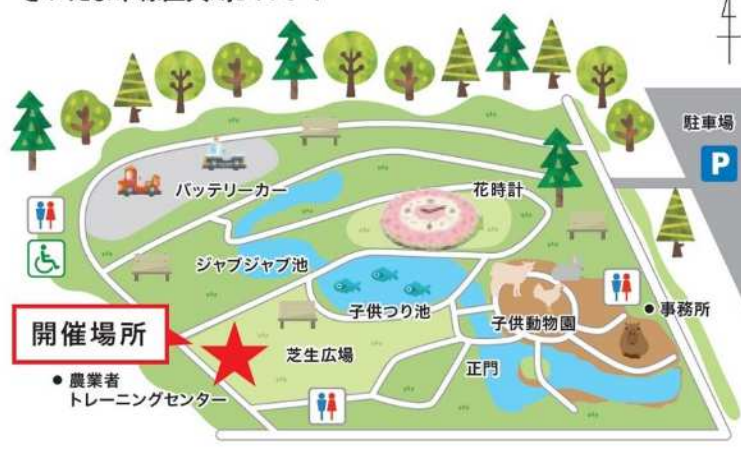 駐車場
P
バッテリーカー
花時計
ジャブジャブ池
子供つり池
子供動物園
事務所
開催場所
芝生広場
正門
● 農業者
トレーニングセンター